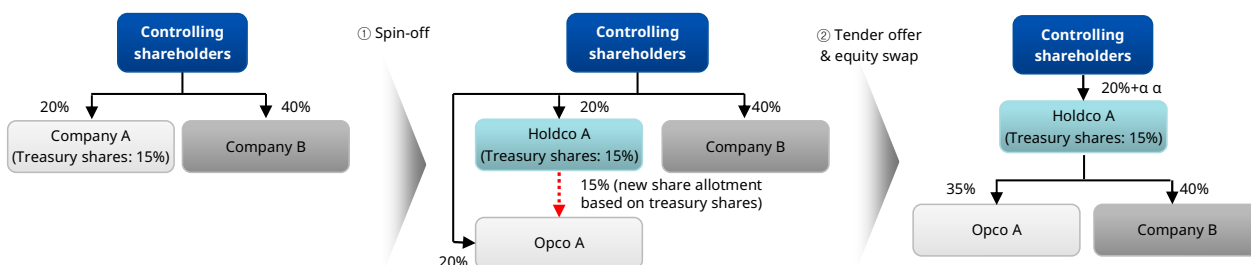 Controlling
shareholders
20%
40%
Company A
(Treasury shares: 15%)
Company B
① Spin-off
Controlling
shareholders
20%
40%
Holdco A
(Treasury shares: 15%)
Company B
15% (new share allotment
based on treasury shares)
Opco A
20%
② Tender offer
& equity swap
Controlling
shareholders
20%+α α
Holdco A
(Treasury shares: 15%)
35%
40%
Opco A
Company B